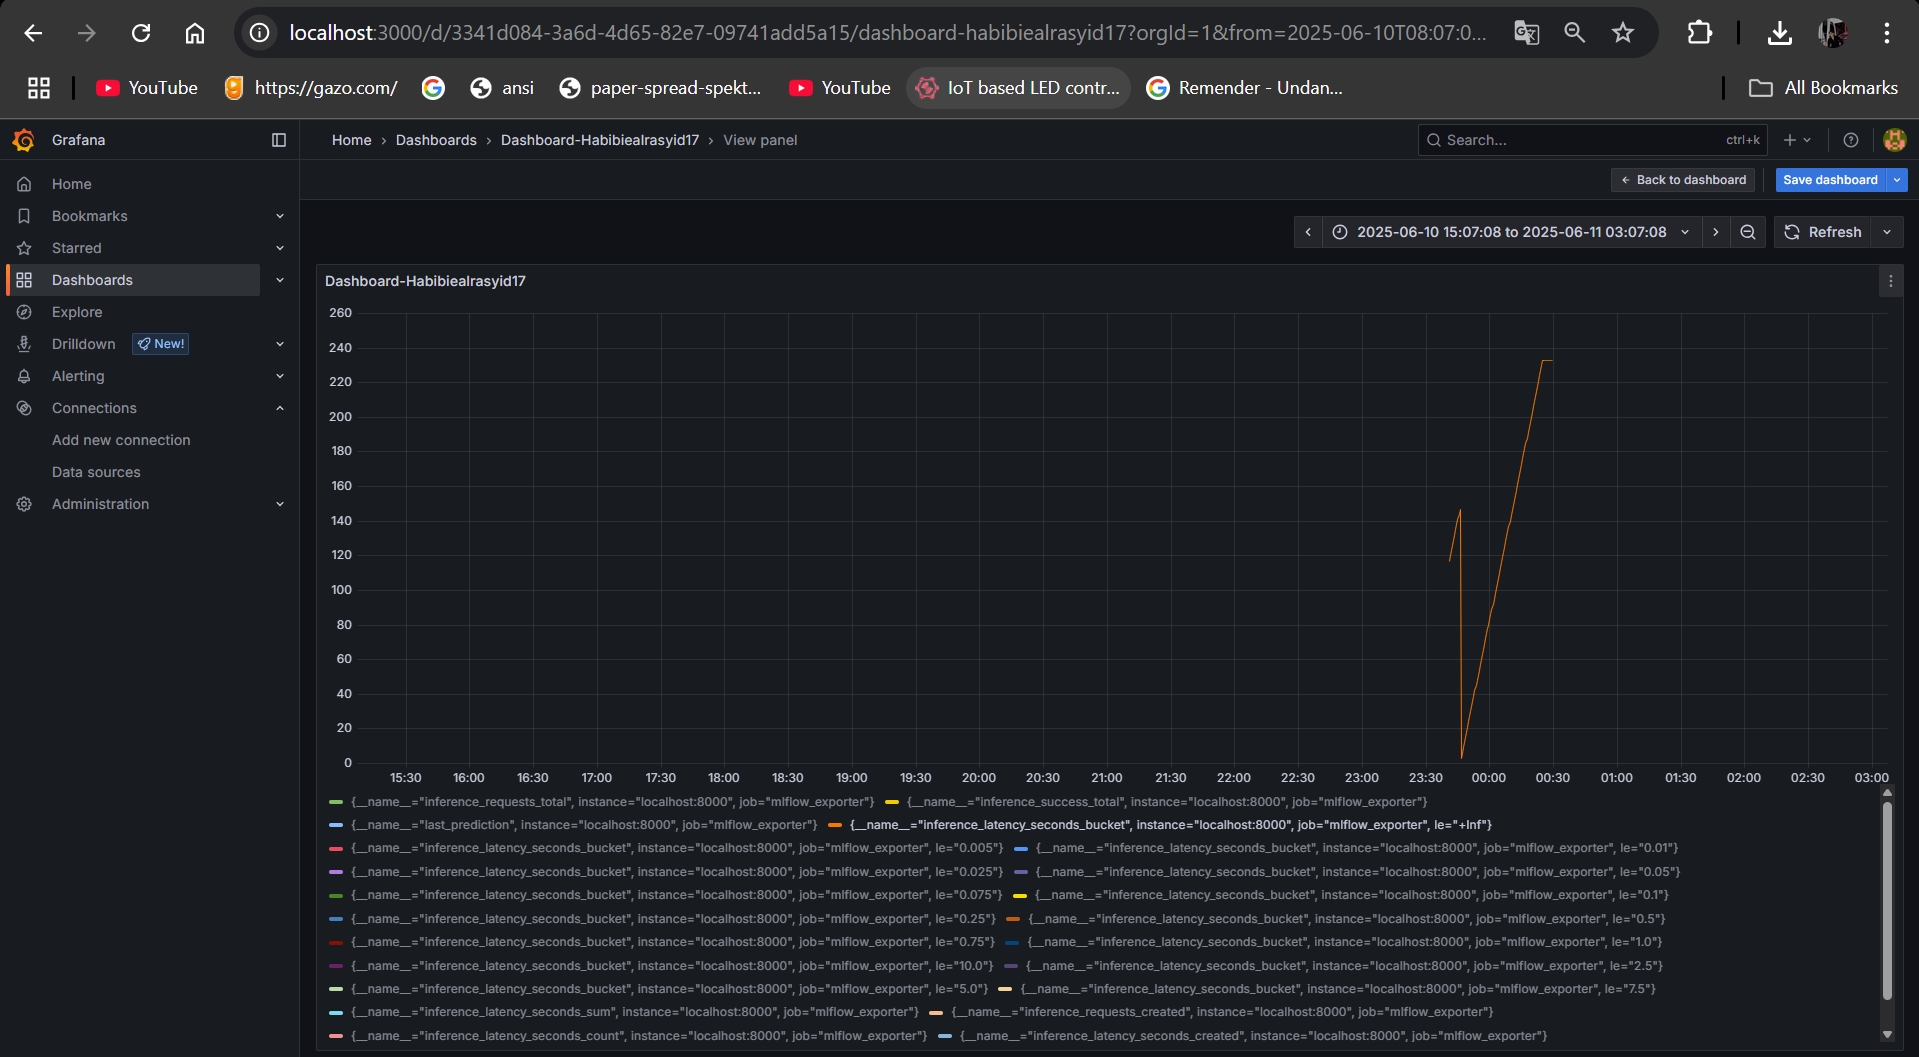 localhost:3000/d/3341d084-3a6d-4d65-82e7-09741add5a15/dashboard-habibiealrasyid17?orgId=1&from=2025-06-10T08:07:0...
YouTube https://gazo.com/ ansi paper-spread-spekt... YouTube IoT based LED contr... Remender - Undan... All Bookmarks
Grafana
Home › Dashboards › Dashboard-Habibiealrasyid17 › View panel
Search... ctrl+k
Home
Bookmarks
Starred
Dashboards
Explore
Drilldown New!
Alerting
Connections
Add new connection
Data sources
Administration
Back to dashboard Save dashboard
2025-06-10 15:07:08 to 2025-06-11 03:07:08 Refresh
Dashboard-Habibiealrasyid17
260
240
220
200
180
160
140
120
100
80
60
40
20
0
15:30 16:00 16:30 17:00 17:30 18:00 18:30 19:00 19:30 20:00 20:30 21:00 21:30 22:00 22:30 23:00 23:30 00:00 00:30 01:00 01:30 02:00 02:30 03:00
{__name__="inference_requests_total", instance="localhost:8000", job="mlflow_exporter"} {__name__="inference_success_total", instance="localhost:8000", job="mlflow_exporter"}
{__name__="last_prediction", instance="localhost:8000", job="mlflow_exporter"} {__name__="inference_latency_seconds_bucket", instance="localhost:8000", job="mlflow_exporter", le="+Inf"}
{__name__="inference_latency_seconds_bucket", instance="localhost:8000", job="mlflow_exporter", le="0.005"} {__name__="inference_latency_seconds_bucket", instance="localhost:8000", job="mlflow_exporter", le="0.01"}
{__name__="inference_latency_seconds_bucket", instance="localhost:8000", job="mlflow_exporter", le="0.025"} {__name__="inference_latency_seconds_bucket", instance="localhost:8000", job="mlflow_exporter", le="0.05"}
{__name__="inference_latency_seconds_bucket", instance="localhost:8000", job="mlflow_exporter", le="0.075"} {__name__="inference_latency_seconds_bucket", instance="localhost:8000", job="mlflow_exporter", le="0.1"}
{__name__="inference_latency_seconds_bucket", instance="localhost:8000", job="mlflow_exporter", le="0.25"} {__name__="inference_latency_seconds_bucket", instance="localhost:8000", job="mlflow_exporter", le="0.5"}
{__name__="inference_latency_seconds_bucket", instance="localhost:8000", job="mlflow_exporter", le="0.75"} {__name__="inference_latency_seconds_bucket", instance="localhost:8000", job="mlflow_exporter", le="1.0"}
{__name__="inference_latency_seconds_bucket", instance="localhost:8000", job="mlflow_exporter", le="10.0"} {__name__="inference_latency_seconds_bucket", instance="localhost:8000", job="mlflow_exporter", le="2.5"}
{__name__="inference_latency_seconds_bucket", instance="localhost:8000", job="mlflow_exporter", le="5.0"} {__name__="inference_latency_seconds_bucket", instance="localhost:8000", job="mlflow_exporter", le="7.5"}
{__name__="inference_latency_seconds_sum", instance="localhost:8000", job="mlflow_exporter"} {__name__="inference_requests_created", instance="localhost:8000", job="mlflow_exporter"}
{__name__="inference_latency_seconds_count", instance="localhost:8000", job="mlflow_exporter"} {__name__="inference_latency_seconds_created", instance="localhost:8000", job="mlflow_exporter"}